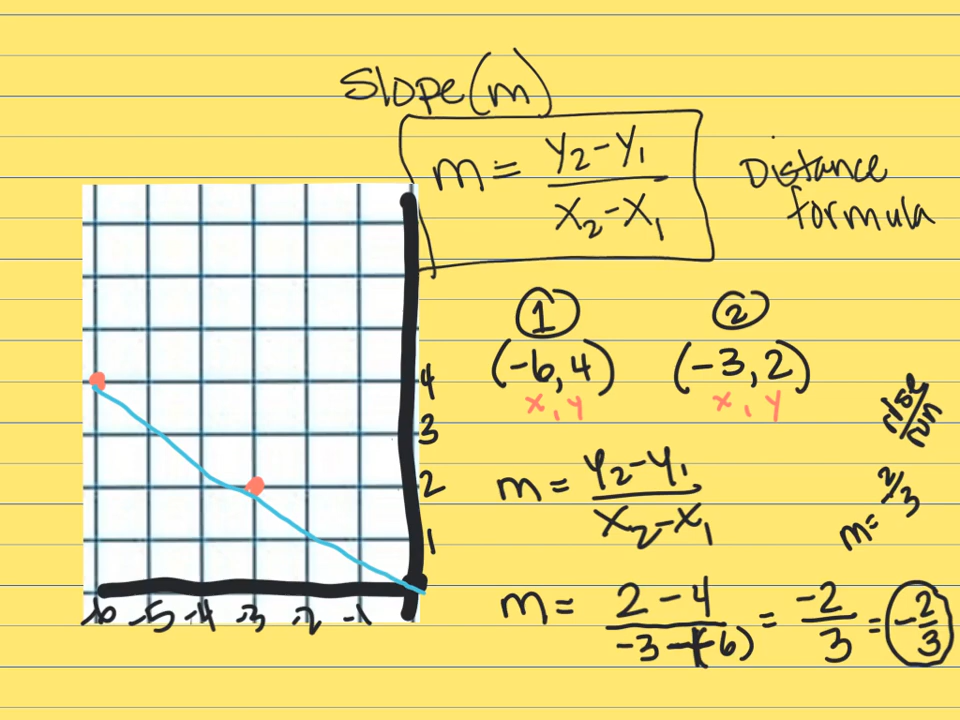 Slope(m)
m = y₂-y₁ / x₂-x₁
Distance
formula
① ②
(-6,4) (-3,2)
x,y x,y
4
3
2
1
-6 -5 -4 -3 -2 -1
m = y₂-y₁ / x₂-x₁
rise/run
m = 2/3
m = 2-4 / -3-(-6) = -2/3 = -2/3